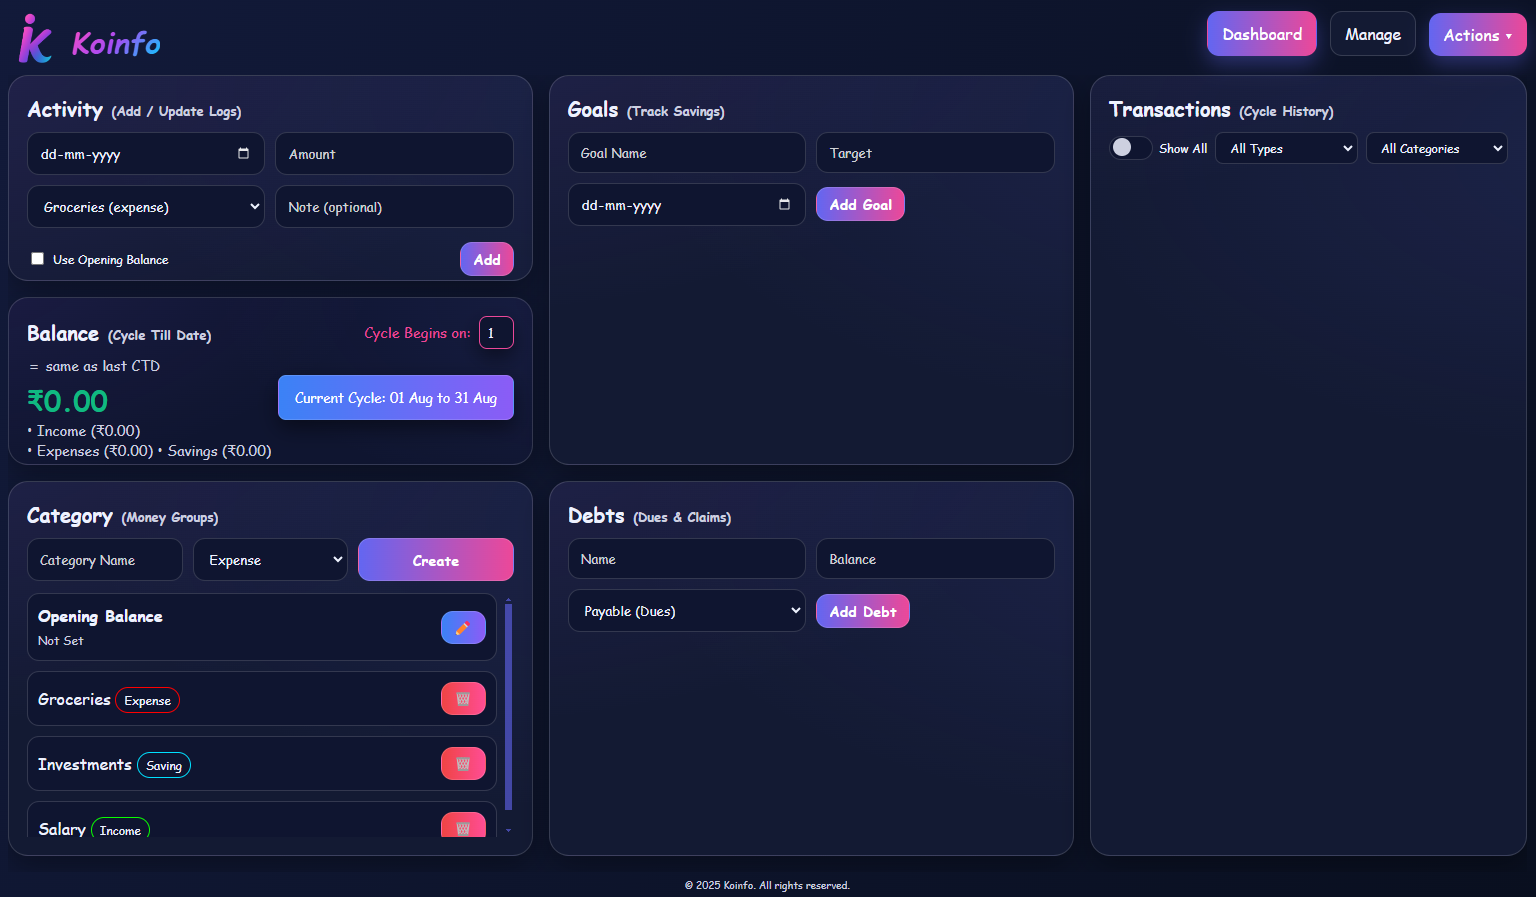 Koinfo
Dashboard
Manage
Actions ▾
Activity (Add / Update Logs)
dd-mm-yyyy
Amount
Groceries (expense)
Note (optional)
Use Opening Balance
Add
Balance (Cycle Till Date)
Cycle Begins on: 1
= same as last CTD
₹0.00
Current Cycle: 01 Aug to 31 Aug
• Income (₹0.00)
• Expenses (₹0.00) • Savings (₹0.00)
Category (Money Groups)
Category Name
Expense
Create
Opening Balance
Not Set
Groceries Expense
Investments Saving
Salary Income
Goals (Track Savings)
Goal Name
Target
dd-mm-yyyy
Add Goal
Debts (Dues & Claims)
Name
Balance
Payable (Dues)
Add Debt
Transactions (Cycle History)
Show All
All Types
All Categories
© 2025 Koinfo. All rights reserved.